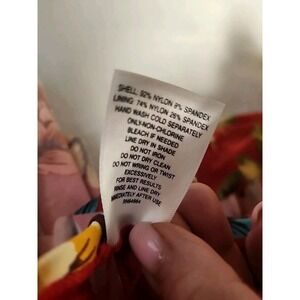 SHELL: 92% NYLON 8% SPANDEX
LINING: 74% NYLON 26% SPANDEX
HAND WASH COLD SEPARATELY
ONLY-NON-CHLORINE
BLEACH IF NEEDED
LINE DRY IN SHADE
DO NOT IRON
DO NOT DRY CLEAN
DO NOT WRING OR TWIST
EXCESSIVELY
FOR BEST RESULTS
RINSE AND LINE DRY
IMMEDIATELY AFTER USE